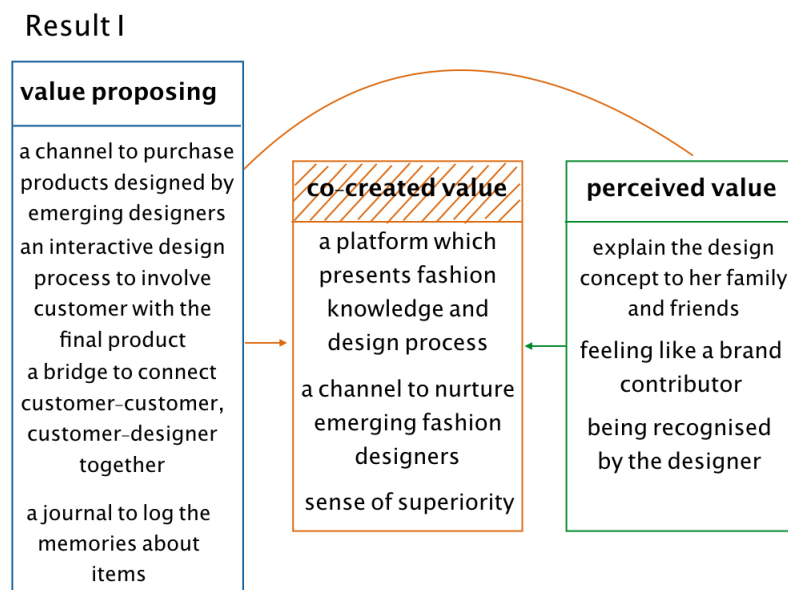 Result I
value proposing
a channel to purchase
products designed by
emerging designers
an interactive design
process to involve
customer with the
final product
a bridge to connect
customer-customer,
customer-designer
together
a journal to log the
memories about
items
co-created value
a platform which
presents fashion
knowledge and
design process
a channel to nurture
emerging fashion
designers
sense of superiority
perceived value
explain the design
concept to her family
and friends
feeling like a brand
contributor
being recognised
by the designer